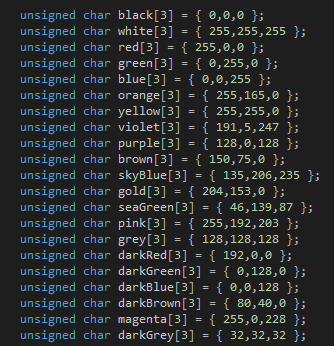 unsigned char black[3] = { 0,0,0 };
unsigned char white[3] = { 255,255,255 };
unsigned char red[3] = { 255,0,0 };
unsigned char green[3] = { 0,255,0 };
unsigned char blue[3] = { 0,0,255 };
unsigned char orange[3] = { 255,165,0 };
unsigned char yellow[3] = { 255,255,0 };
unsigned char violet[3] = { 191,5,247 };
unsigned char purple[3] = { 128,0,128 };
unsigned char brown[3] = { 150,75,0 };
unsigned char skyBlue[3] = { 135,206,235 };
unsigned char gold[3] = { 204,153,0 };
unsigned char seaGreen[3] = { 46,139,87 };
unsigned char pink[3] = { 255,192,203 };
unsigned char grey[3] = { 128,128,128 };
unsigned char darkRed[3] = { 192,0,0 };
unsigned char darkGreen[3] = { 0,128,0 };
unsigned char darkBlue[3] = { 0,0,128 };
unsigned char darkBrown[3] = { 80,40,0 };
unsigned char magenta[3] = { 255,0,228 };
unsigned char darkGrey[3] = { 32,32,32 };